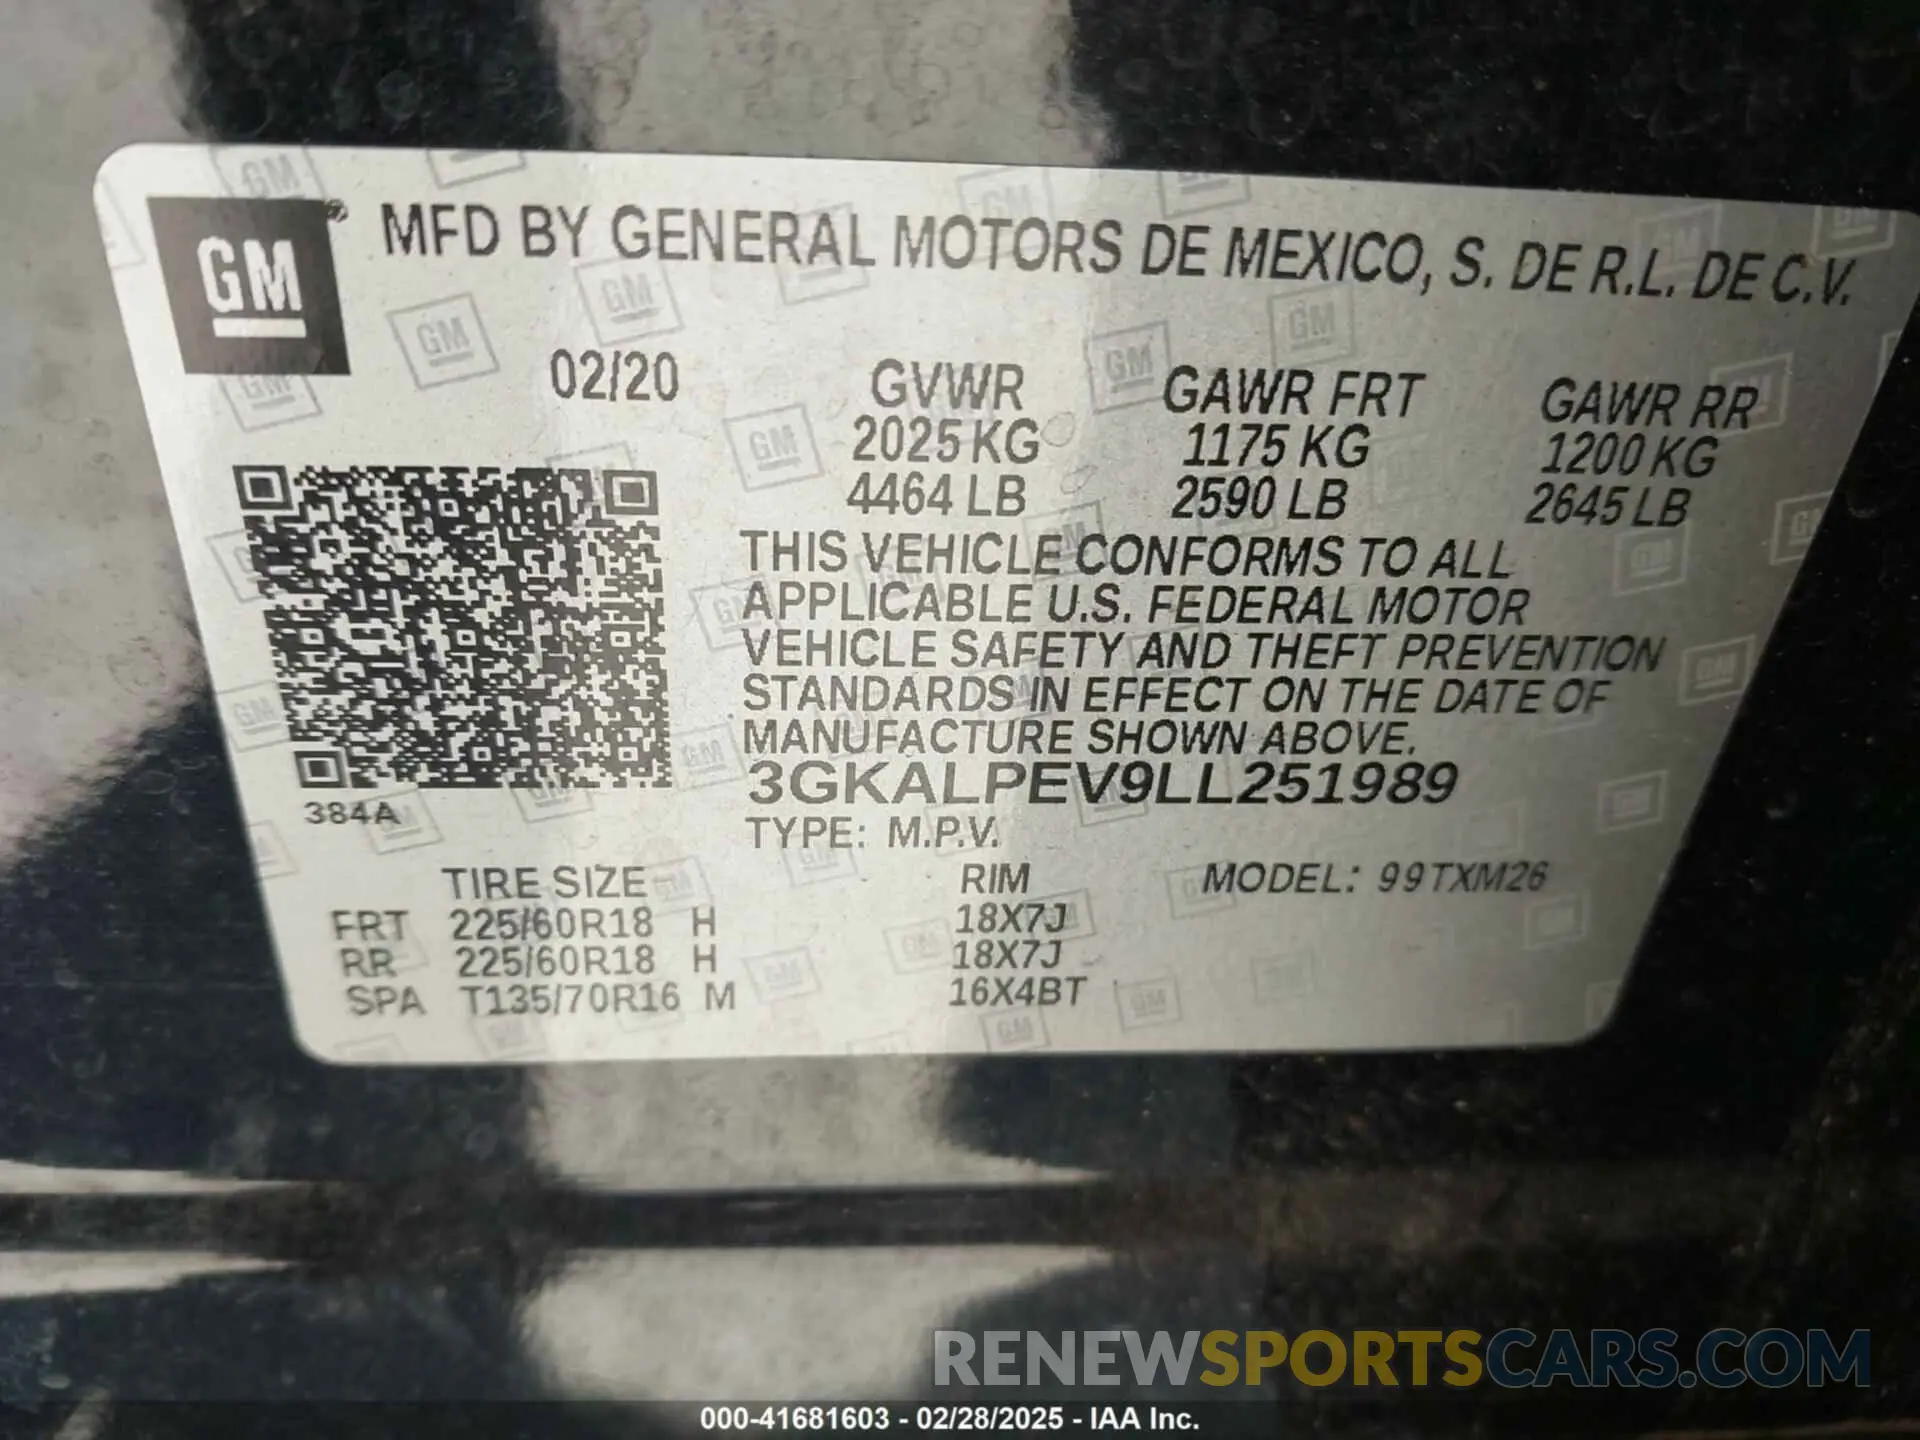 GM® MFD BY GENERAL MOTORS DE MEXICO, S. DE R.L. DE C.V.
02/20 GVWR GAWR FRT GAWR RR
2025 KG 1175 KG 1200 KG
4464 LB 2590 LB 2645 LB
THIS VEHICLE CONFORMS TO ALL
APPLICABLE U.S. FEDERAL MOTOR
VEHICLE SAFETY AND THEFT PREVENTION
STANDARDS IN EFFECT ON THE DATE OF
MANUFACTURE SHOWN ABOVE.
3GKALPEV9LL251989
384A
TYPE: M.P.V.
TIRE SIZE RIM MODEL: 99TXM26
FRT 225/60R18 H 18X7J
RR 225/60R18 H 18X7J
SPA T135/70R16 M 16X4BT
RENEWSPORTSCARS.COM
000-41681603 - 02/28/2025 - IAA Inc.